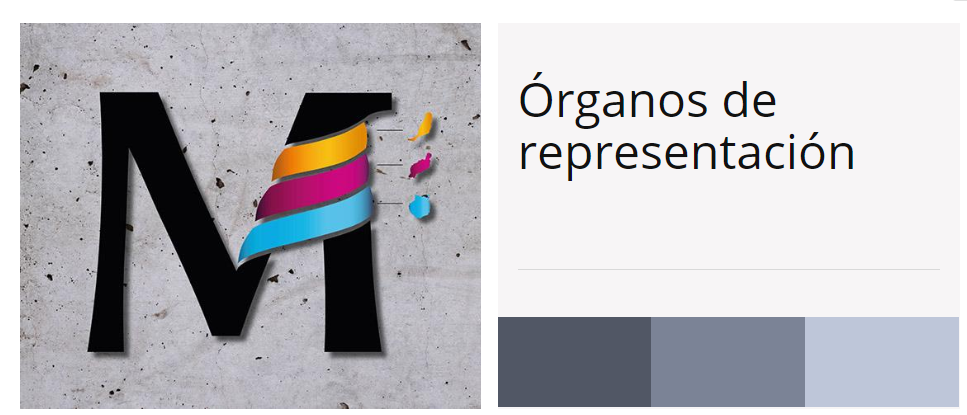 M
Órganos de
representación